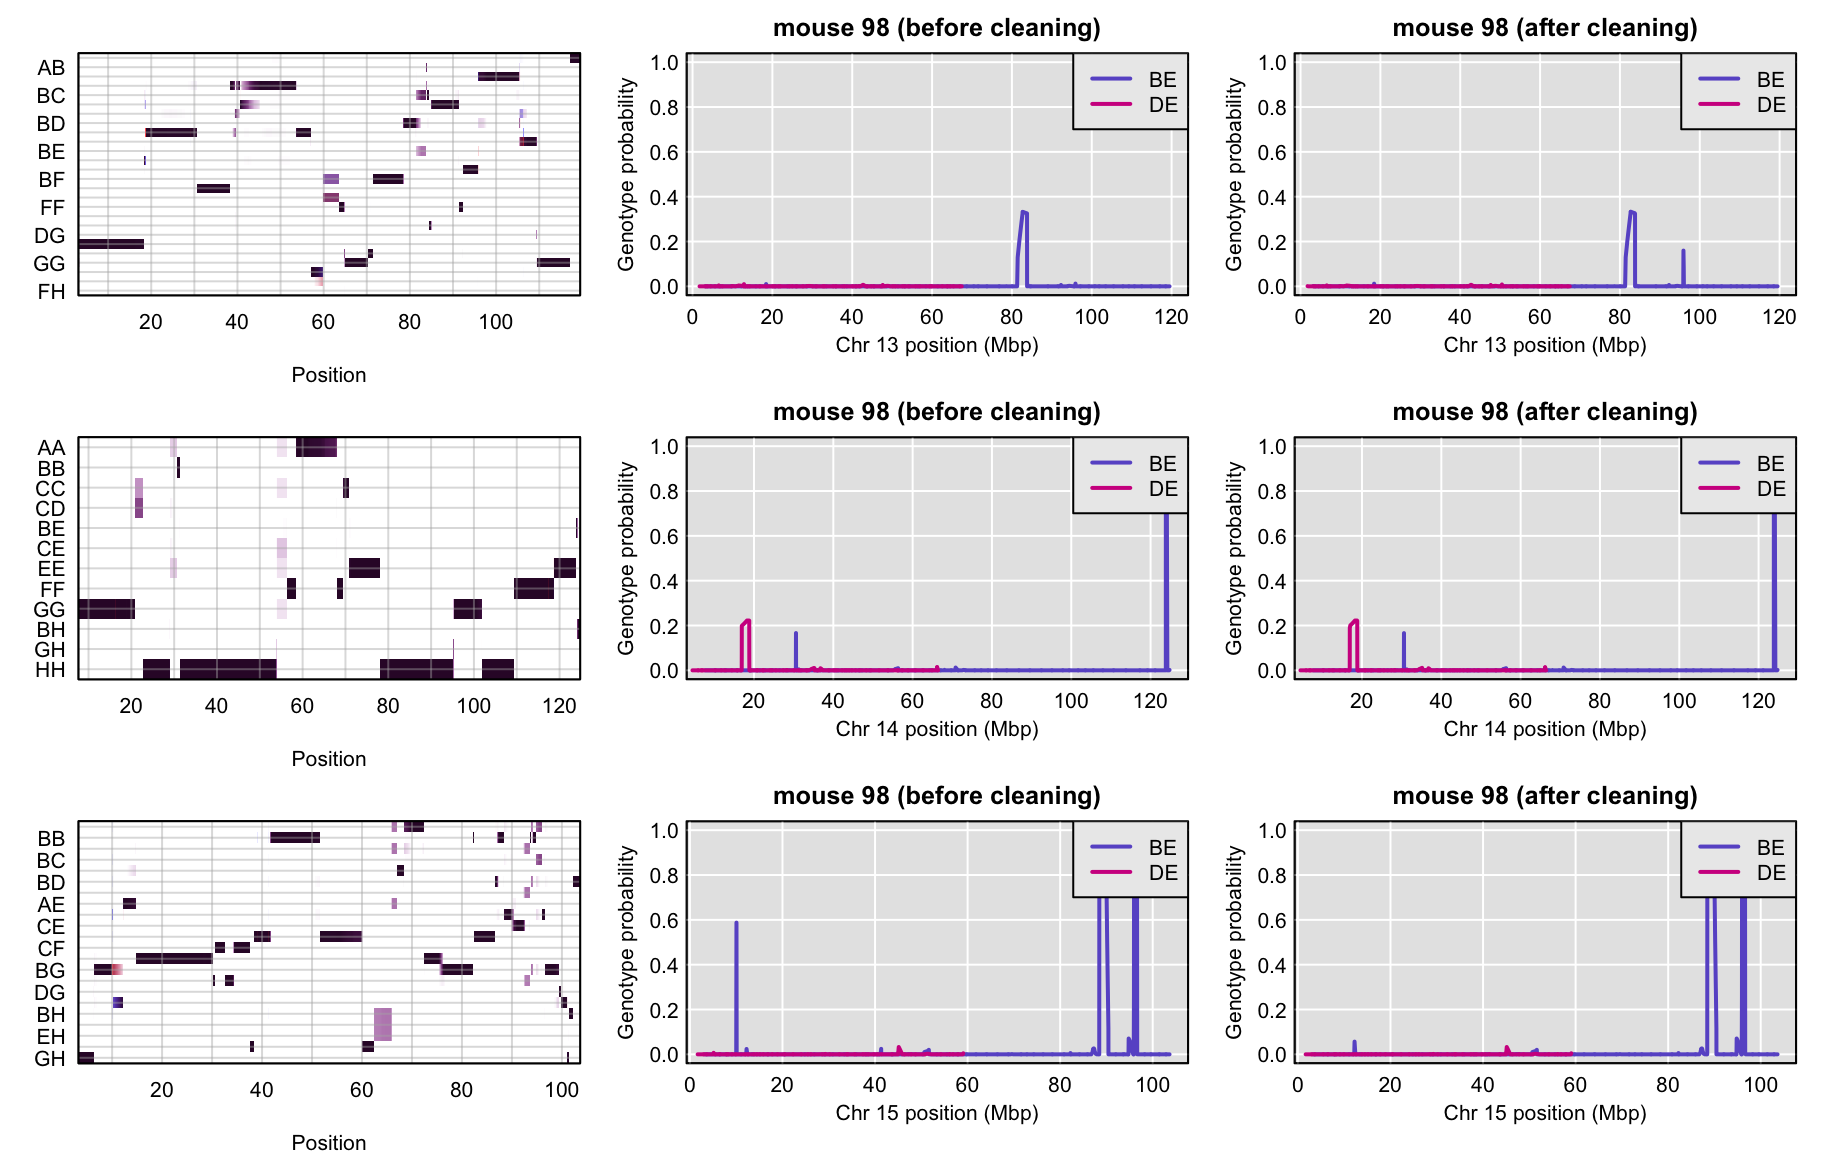 mouse 98 (before cleaning)
mouse 98 (after cleaning)
AB
BC
BD
BE
BF
FF
DG
GG
FH
20 40 60 80 100
Position
Genotype probability
1.0
0.8
0.6
0.4
0.2
0.0
BE
DE
0 20 40 60 80 100 120
Chr 13 position (Mbp)
Genotype probability
1.0
0.8
0.6
0.4
0.2
0.0
BE
DE
0 20 40 60 80 100 120
Chr 13 position (Mbp)
mouse 98 (before cleaning)
mouse 98 (after cleaning)
AA
BB
CC
CD
BE
CE
EE
FF
GG
BH
GH
HH
20 40 60 80 100 120
Position
Genotype probability
1.0
0.8
0.6
0.4
0.2
0.0
BE
DE
20 40 60 80 100 120
Chr 14 position (Mbp)
Genotype probability
1.0
0.8
0.6
0.4
0.2
0.0
BE
DE
20 40 60 80 100 120
Chr 14 position (Mbp)
mouse 98 (before cleaning)
mouse 98 (after cleaning)
BB
BC
BD
AE
CE
CF
BG
DG
BH
EH
GH
20 40 60 80 100
Position
Genotype probability
1.0
0.8
0.6
0.4
0.2
0.0
BE
DE
0 20 40 60 80 100
Chr 15 position (Mbp)
Genotype probability
1.0
0.8
0.6
0.4
0.2
0.0
BE
DE
0 20 40 60 80 100
Chr 15 position (Mbp)